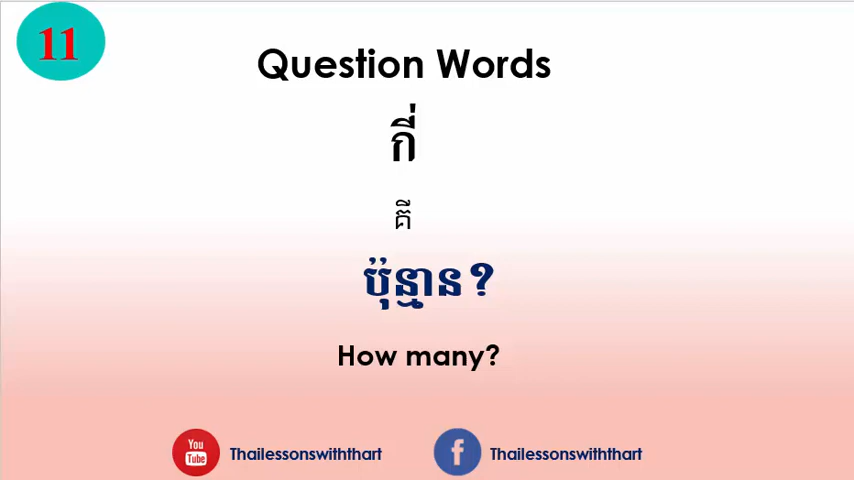 11
Question Words
กี่
គី
ប៉ុន្មាន?
How many?
You
Tube
Thailessonswiththart
f
Thailessonswiththart